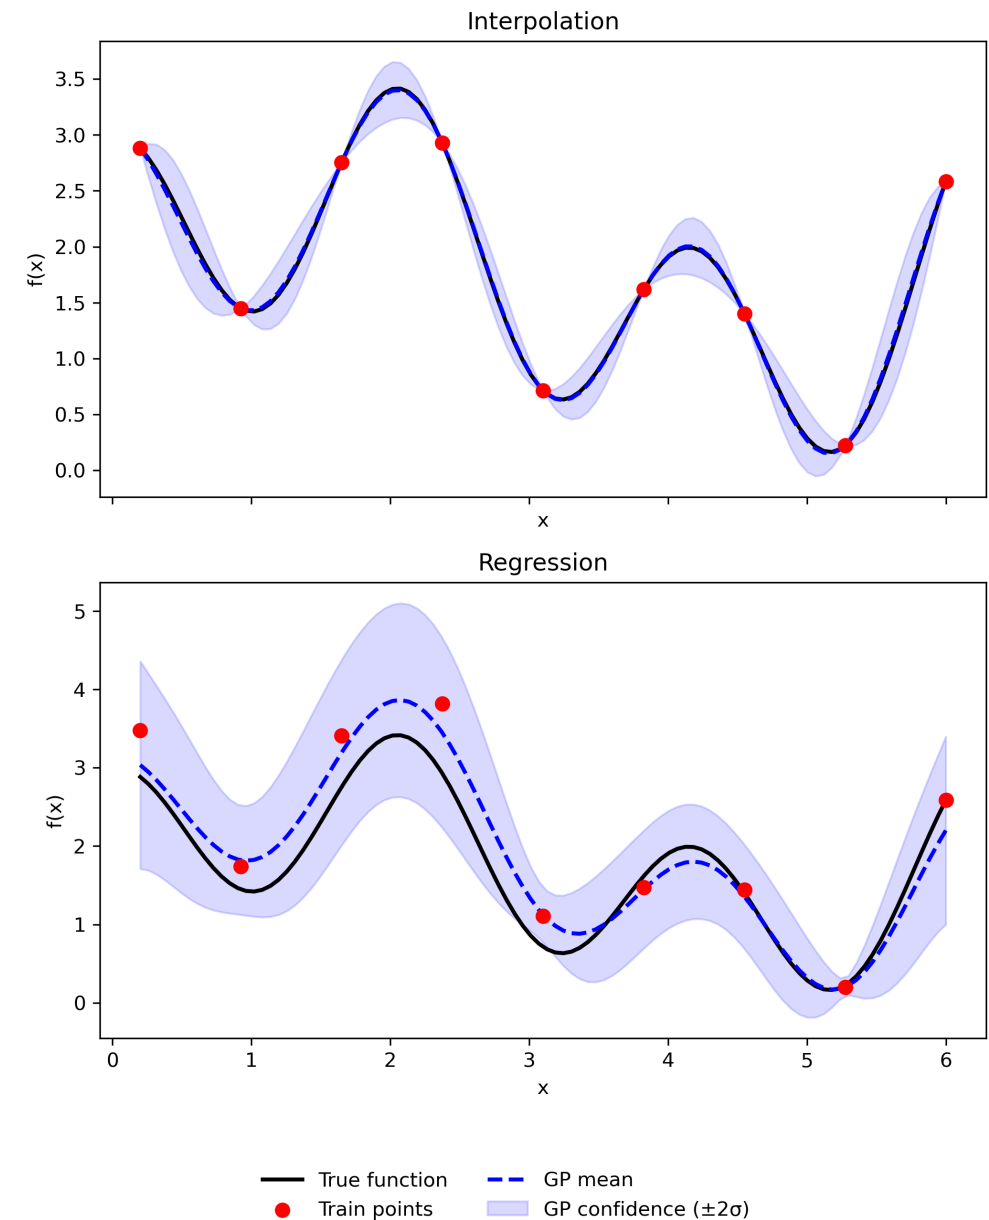 Interpolation
f(x)
3.5
3.0
2.5
2.0
1.5
1.0
0.5
0.0
x
Regression
f(x)
5
4
3
2
1
0
0 1 2 3 4 5 6
x
True function GP mean
Train points GP confidence (±2σ)